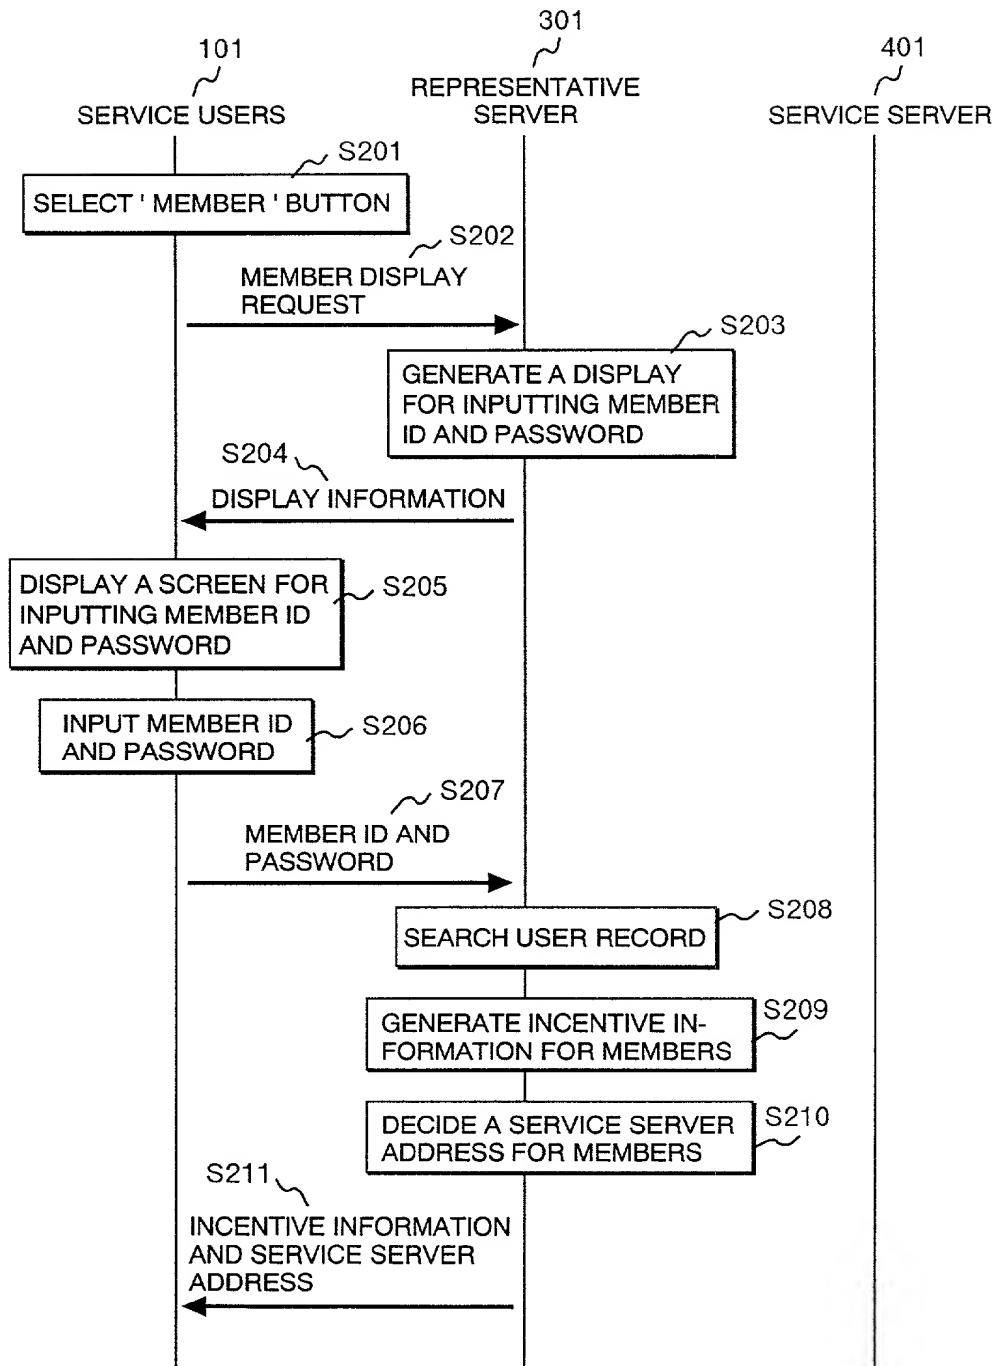 101
SERVICE USERS
301
REPRESENTATIVE
SERVER
401
SERVICE SERVER
S201
SELECT ' MEMBER ' BUTTON
S202
MEMBER DISPLAY
REQUEST
S203
GENERATE A DISPLAY
FOR INPUTTING MEMBER
ID AND PASSWORD
S204
DISPLAY INFORMATION
DISPLAY A SCREEN FOR
INPUTTING MEMBER ID
AND PASSWORD
S205
INPUT MEMBER ID
AND PASSWORD
S206
S207
MEMBER ID AND
PASSWORD
S208
SEARCH USER RECORD
S209
GENERATE INCENTIVE IN-
FORMATION FOR MEMBERS
S210
DECIDE A SERVICE SERVER
ADDRESS FOR MEMBERS
S211
INCENTIVE INFORMATION
AND SERVICE SERVER
ADDRESS